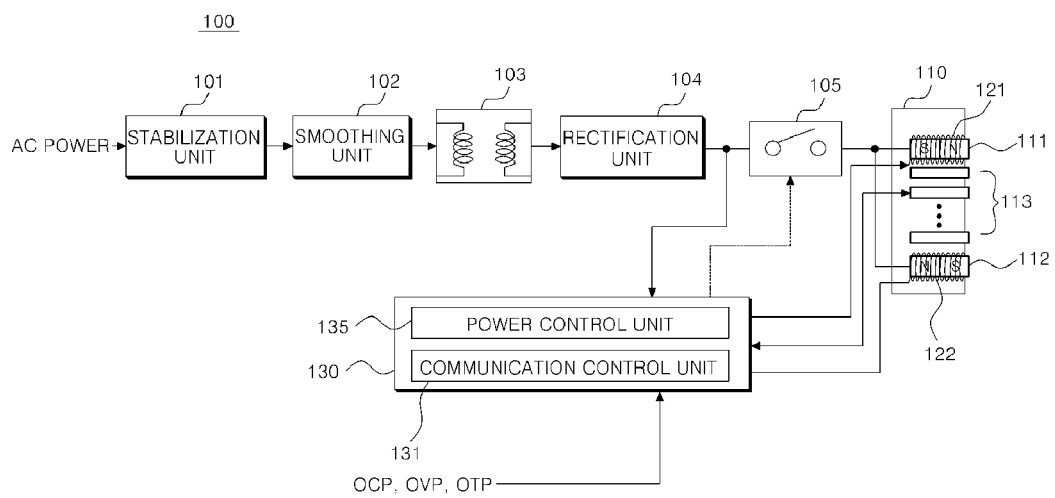 100
101
102
103
104
105
110
121
AC POWER
STABILIZATION
UNIT
SMOOTHING
UNIT
RECTIFICATION
UNIT
S N
111
113
N S
112
122
135
POWER CONTROL UNIT
130
COMMUNICATION CONTROL UNIT
131
OCP, OVP, OTP